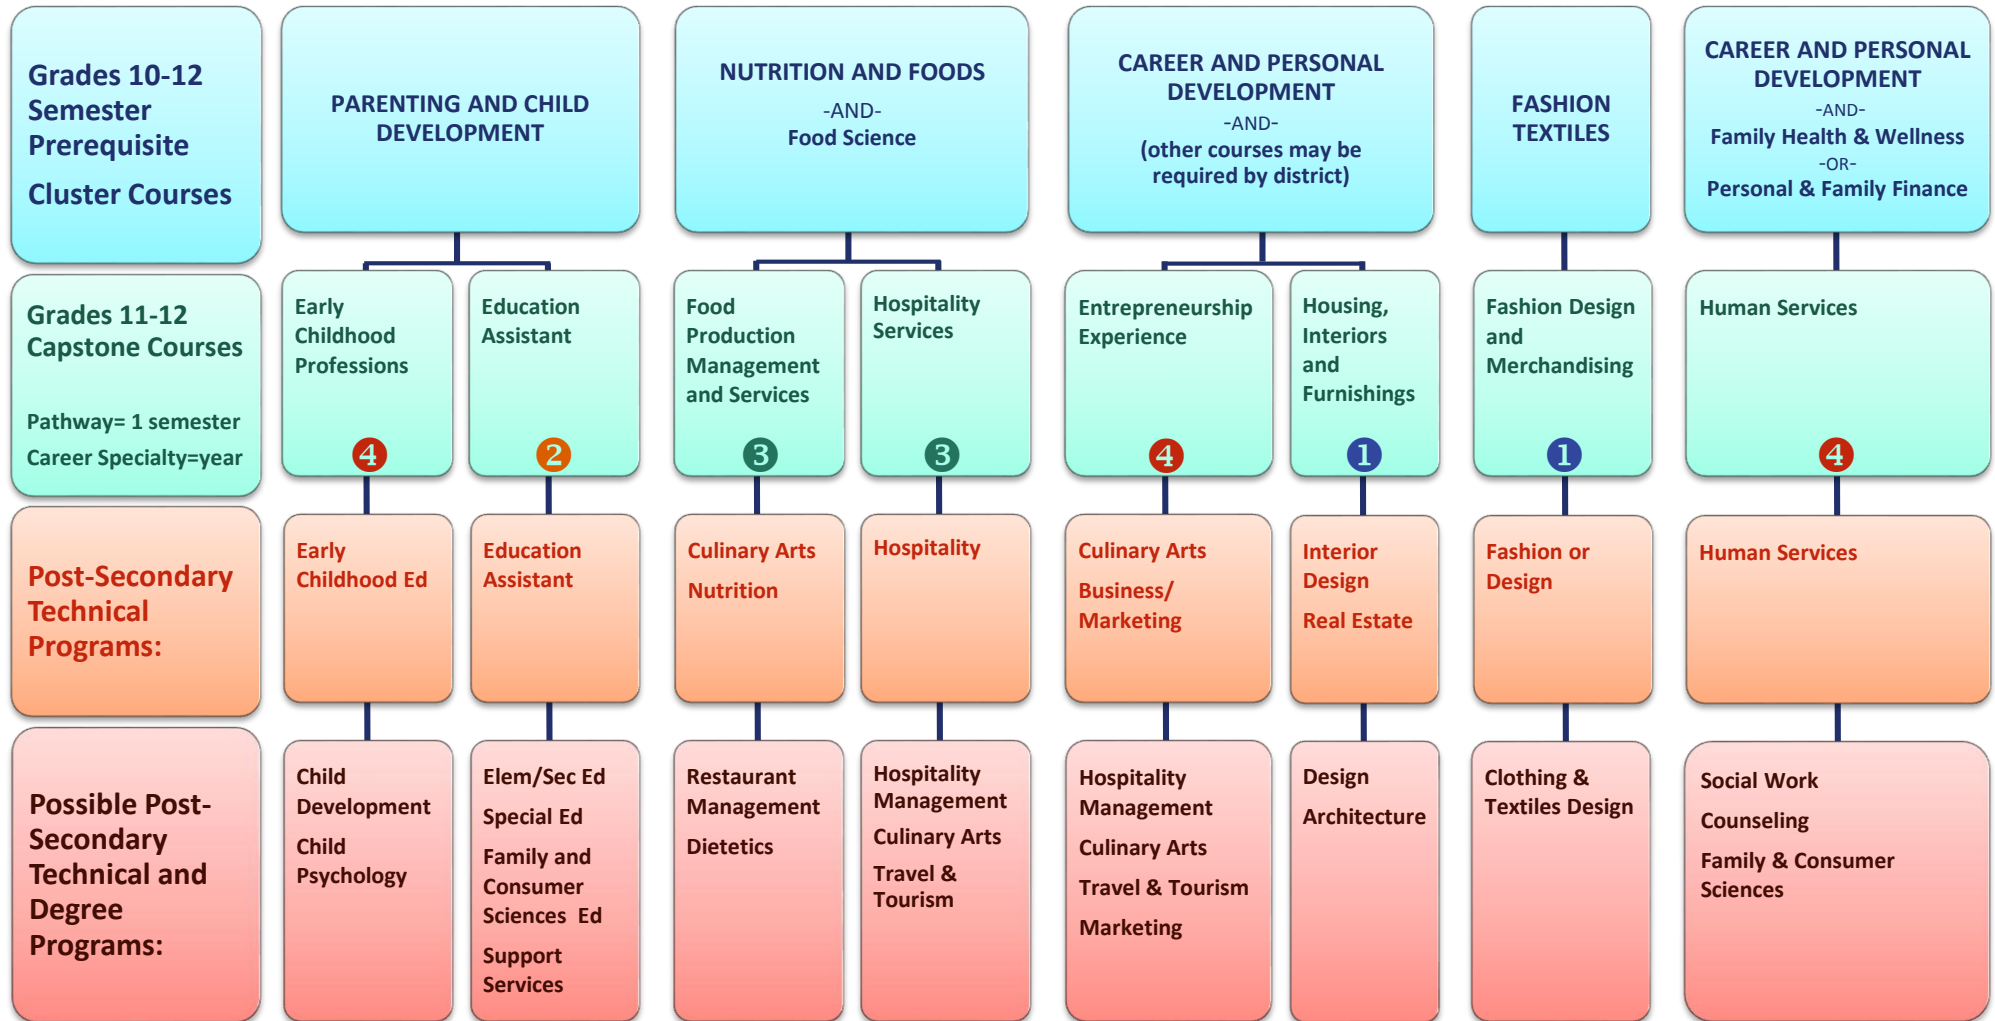 Grades 10-12
Semester
Prerequisite
Cluster Courses
PARENTING AND CHILD
DEVELOPMENT
NUTRITION AND FOODS
-AND-
Food Science
CAREER AND PERSONAL
DEVELOPMENT
-AND-
(other courses may be
required by district)
FASHION
TEXTILES
CAREER AND PERSONAL
DEVELOPMENT
-AND-
Family Health & Wellness
-OR-
Personal & Family Finance
Grades 11-12
Capstone Courses
Pathway= 1 semester
Career Specialty=year
Early
Childhood
Professions
4
Education
Assistant
2
Food
Production
Management
and Services
3
Hospitality
Services
3
Entrepreneurship
Experience
4
Housing,
Interiors
and
Furnishings
1
Fashion Design
and
Merchandising
1
Human Services
4
Post-Secondary
Technical
Programs:
Early
Childhood Ed
Education
Assistant
Culinary Arts
Nutrition
Hospitality
Culinary Arts
Business/
Marketing
Interior
Design
Real Estate
Fashion or
Design
Human Services
Possible Post-
Secondary
Technical and
Degree
Programs:
Child
Development
Child
Psychology
Elem/Sec Ed
Special Ed
Family and
Consumer
Sciences Ed
Support
Services
Restaurant
Management
Dietetics
Hospitality
Management
Culinary Arts
Travel &
Tourism
Hospitality
Management
Culinary Arts
Travel & Tourism
Marketing
Design
Architecture
Clothing &
Textiles Design
Social Work
Counseling
Family & Consumer
Sciences